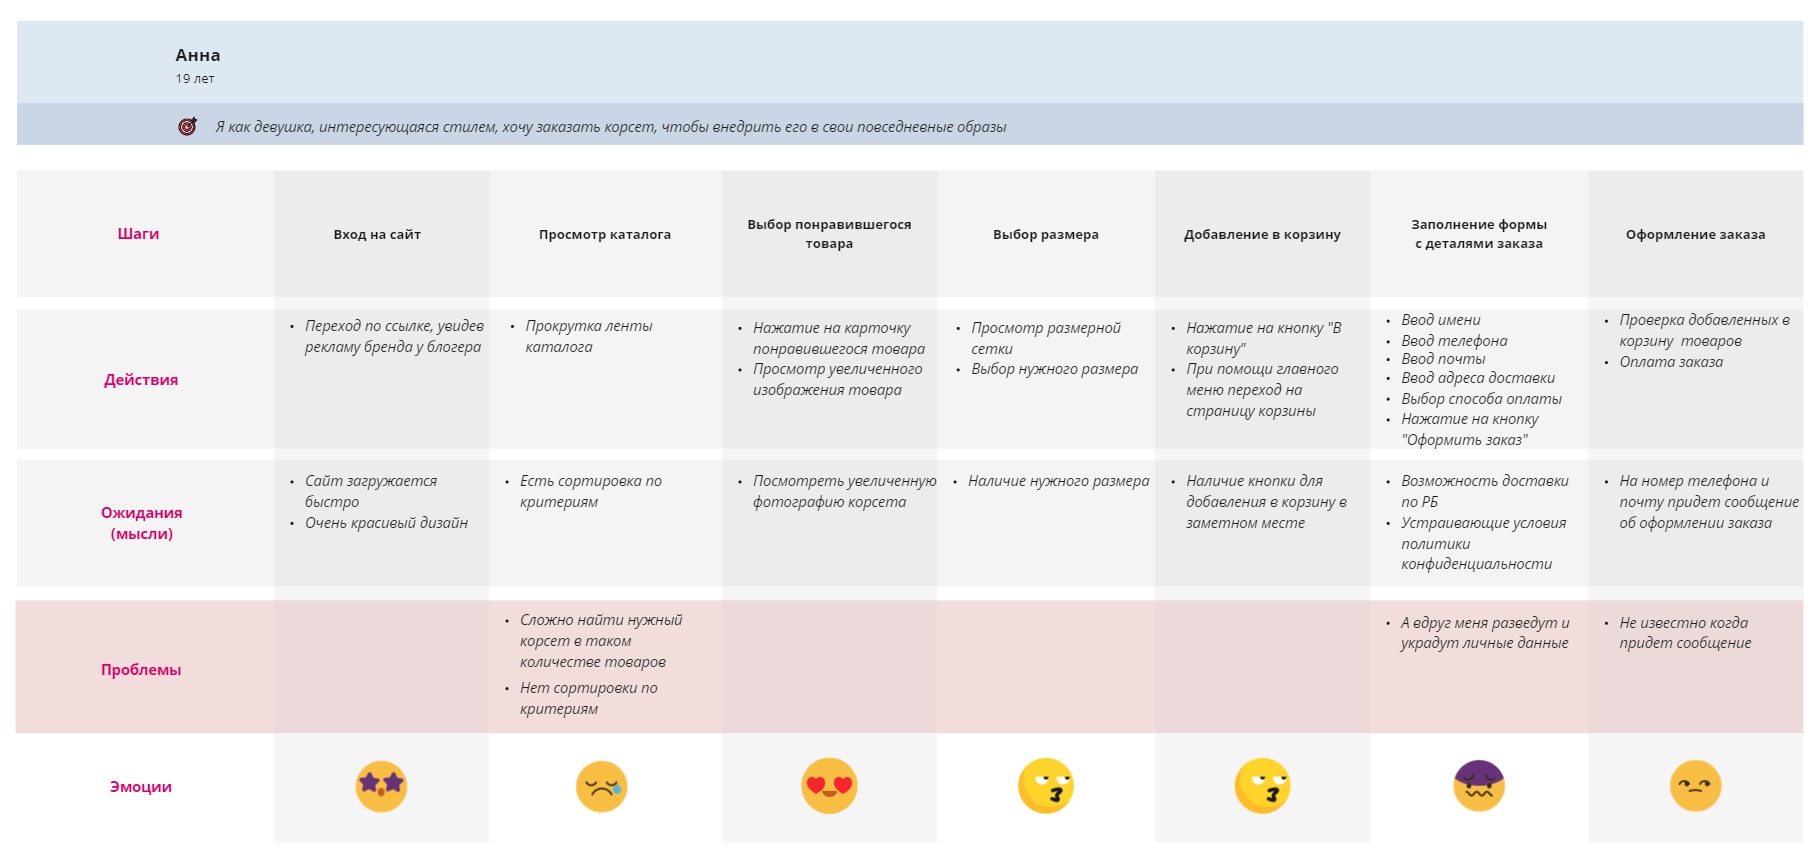 Анна
19 лет
Я как девушка, интересующаяся стилем, хочу заказать корсет, чтобы внедрить его в свои повседневные образы
Шаги
Вход на сайт
Просмотр каталога
Выбор понравившегося
товара
Выбор размера
Добавление в корзину
Заполнение формы
с деталями заказа
Оформление заказа
Действия
• Переход по ссылке, увидев
рекламу бренда у блогера
• Прокрутка ленты
каталога
• Нажатие на карточку
понравившегося товара
• Просмотр увеличенного
изображения товара
• Просмотр размерной
сетки
• Выбор нужного размера
• Нажатие на кнопку "В
корзину"
• При помощи главного
меню переход на
страницу корзины
• Ввод имени
• Ввод телефона
• Ввод почты
• Ввод адреса доставки
• Выбор способа оплаты
• Нажатие на кнопку
"Оформить заказ"
• Проверка добавленных в
корзину товаров
• Оплата заказа
Ожидания
(мысли)
• Сайт загружается
быстро
• Очень красивый дизайн
• Есть сортировка по
критериям
• Посмотреть увеличенную
фотографию корсета
• Наличие нужного размера
• Наличие кнопки для
добавления в корзину в
заметном месте
• Возможность доставки
по РБ
• Устраивающие условия
политики
конфиденциальности
• На номер телефона и
почту придет сообщение
об оформлении заказа
Проблемы
• Сложно найти нужный
корсет в таком
количестве товаров
• Нет сортировки по
критериям
• А вдруг меня разведут и
украдут личные данные
• Не известно когда
придет сообщение
Эмоции